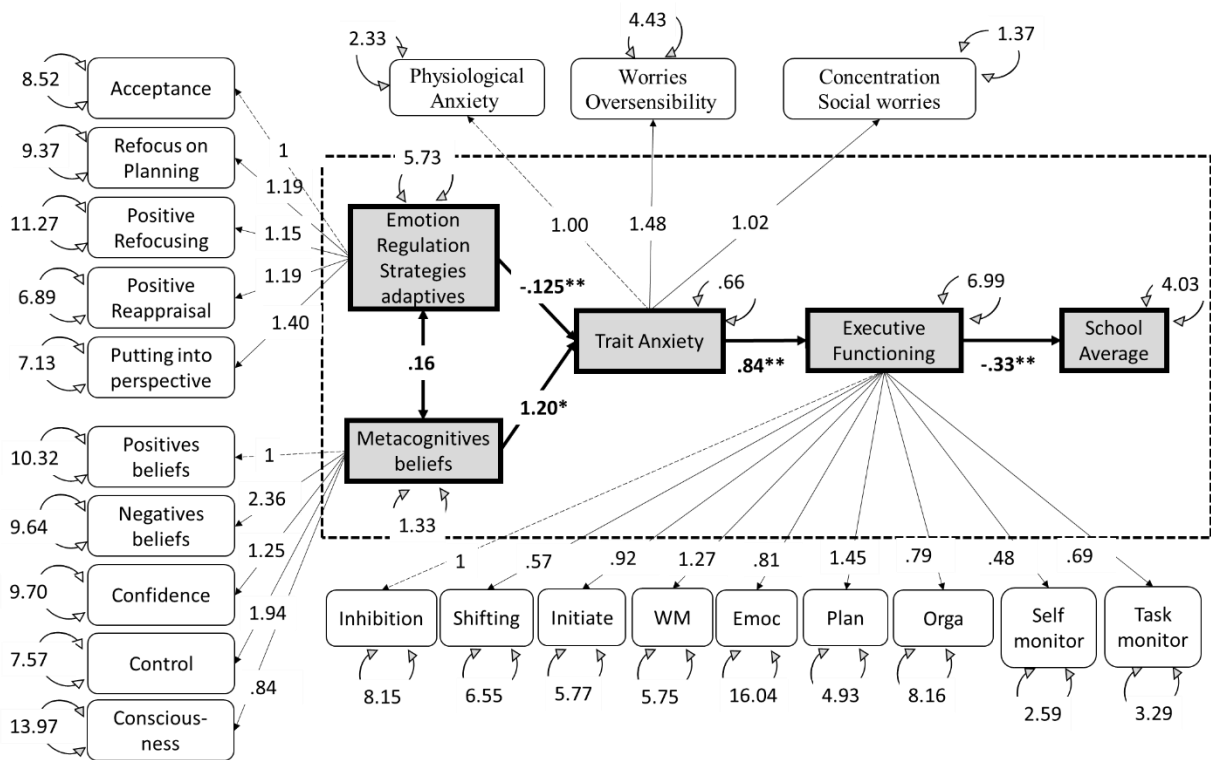 8.52
Acceptance
9.37
Refocus on
Planning
11.27
Positive
Refocusing
6.89
Positive
Reappraisal
7.13
Putting into
perspective
1
1.19
1.15
1.19
1.40
10.32
Positives
beliefs
9.64
Negatives
beliefs
9.70
Confidence
7.57
Control
13.97
Conscious-
ness
1
2.36
1.25
1.94
.84
2.33
Physiological
Anxiety
4.43
Worries
Oversensibility
1.37
Concentration
Social worries
1.00
1.48
1.02
5.73
Emotion
Regulation
Strategies
adaptives
.16
Metacognitives
beliefs
1.33
-.125**
1.20*
.66
Trait Anxiety
.84**
6.99
Executive
Functioning
-.33**
4.03
School
Average
1
.57
.92
1.27
.81
1.45
.79
.48
.69
Inhibition
Shifting
Initiate
WM
Emoc
Plan
Orga
Self
monitor
Task
monitor
8.15
6.55
5.77
5.75
16.04
4.93
8.16
2.59
3.29